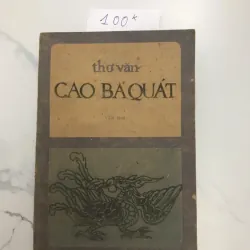 100k
thơ văn
CAO BÁ QUÁT